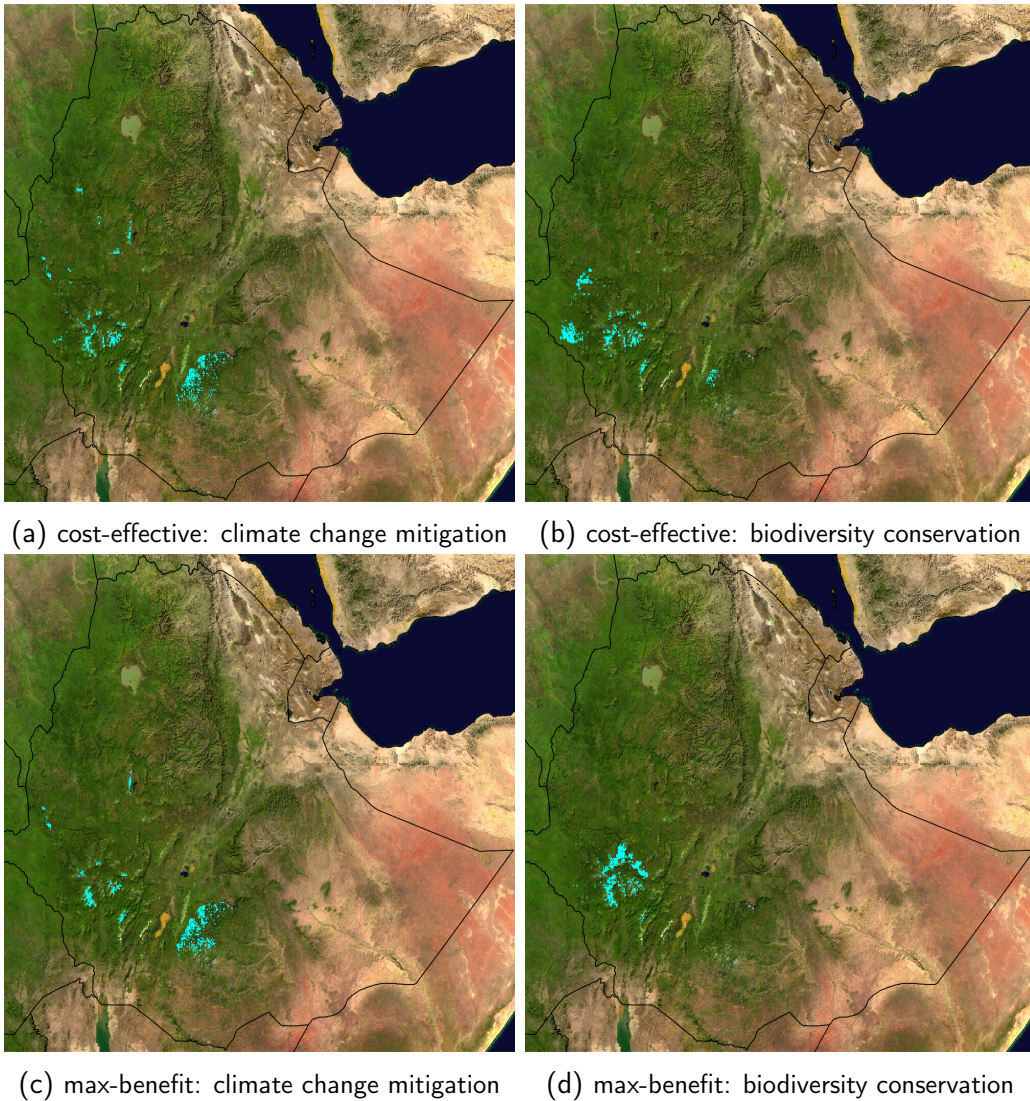 (a) cost-effective: climate change mitigation
(b) cost-effective: biodiversity conservation
(c) max-benefit: climate change mitigation
(d) max-benefit: biodiversity conservation